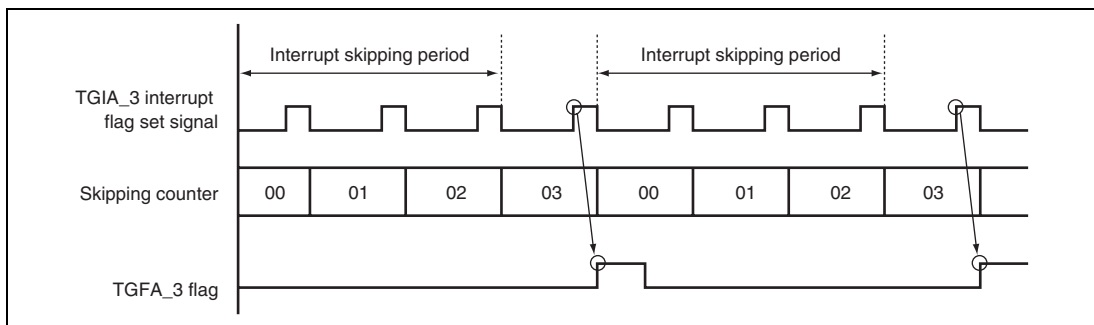 Interrupt skipping period
Interrupt skipping period
TGIA_3 interrupt
flag set signal
Skipping counter
00 01 02 03 00 01 02 03
TGFA_3 flag